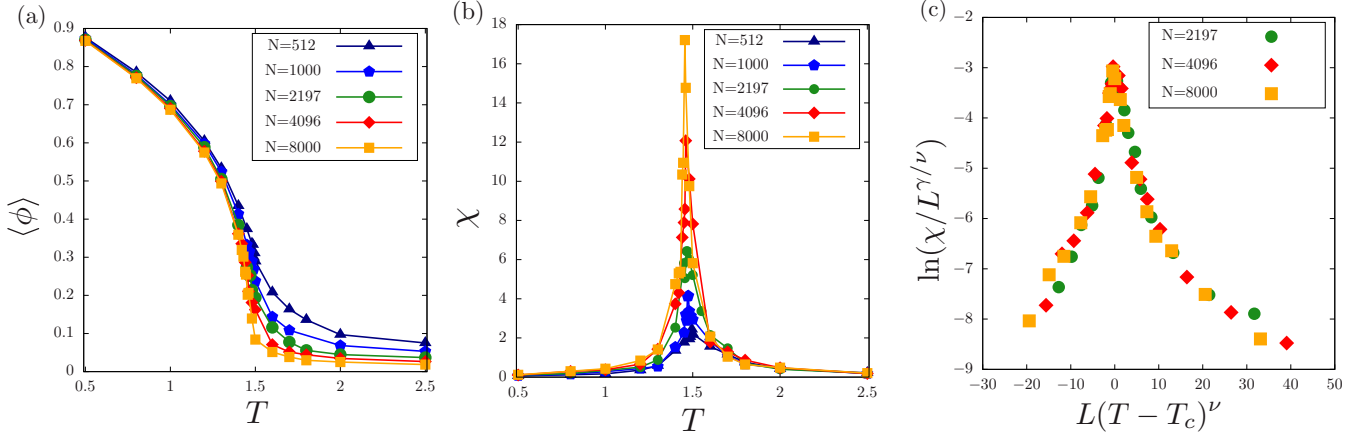 (a)
0.9
0.8
0.7
0.6
0.5
0.4
0.3
0.2
0.1
0
0.5 1 1.5 2 2.5
⟨ϕ⟩
T
N=512
N=1000
N=2197
N=4096
N=8000
(b)
18
16
14
12
10
8
6
4
2
0
0.5 1 1.5 2 2.5
χ
T
N=512
N=1000
N=2197
N=4096
N=8000
(c)
−2
−3
−4
−5
−6
−7
−8
−9
−30 −20 −10 0 10 20 30 40 50
ln(χ/L^{γ/ν})
L(T − T_c)^ν
N=2197
N=4096
N=8000